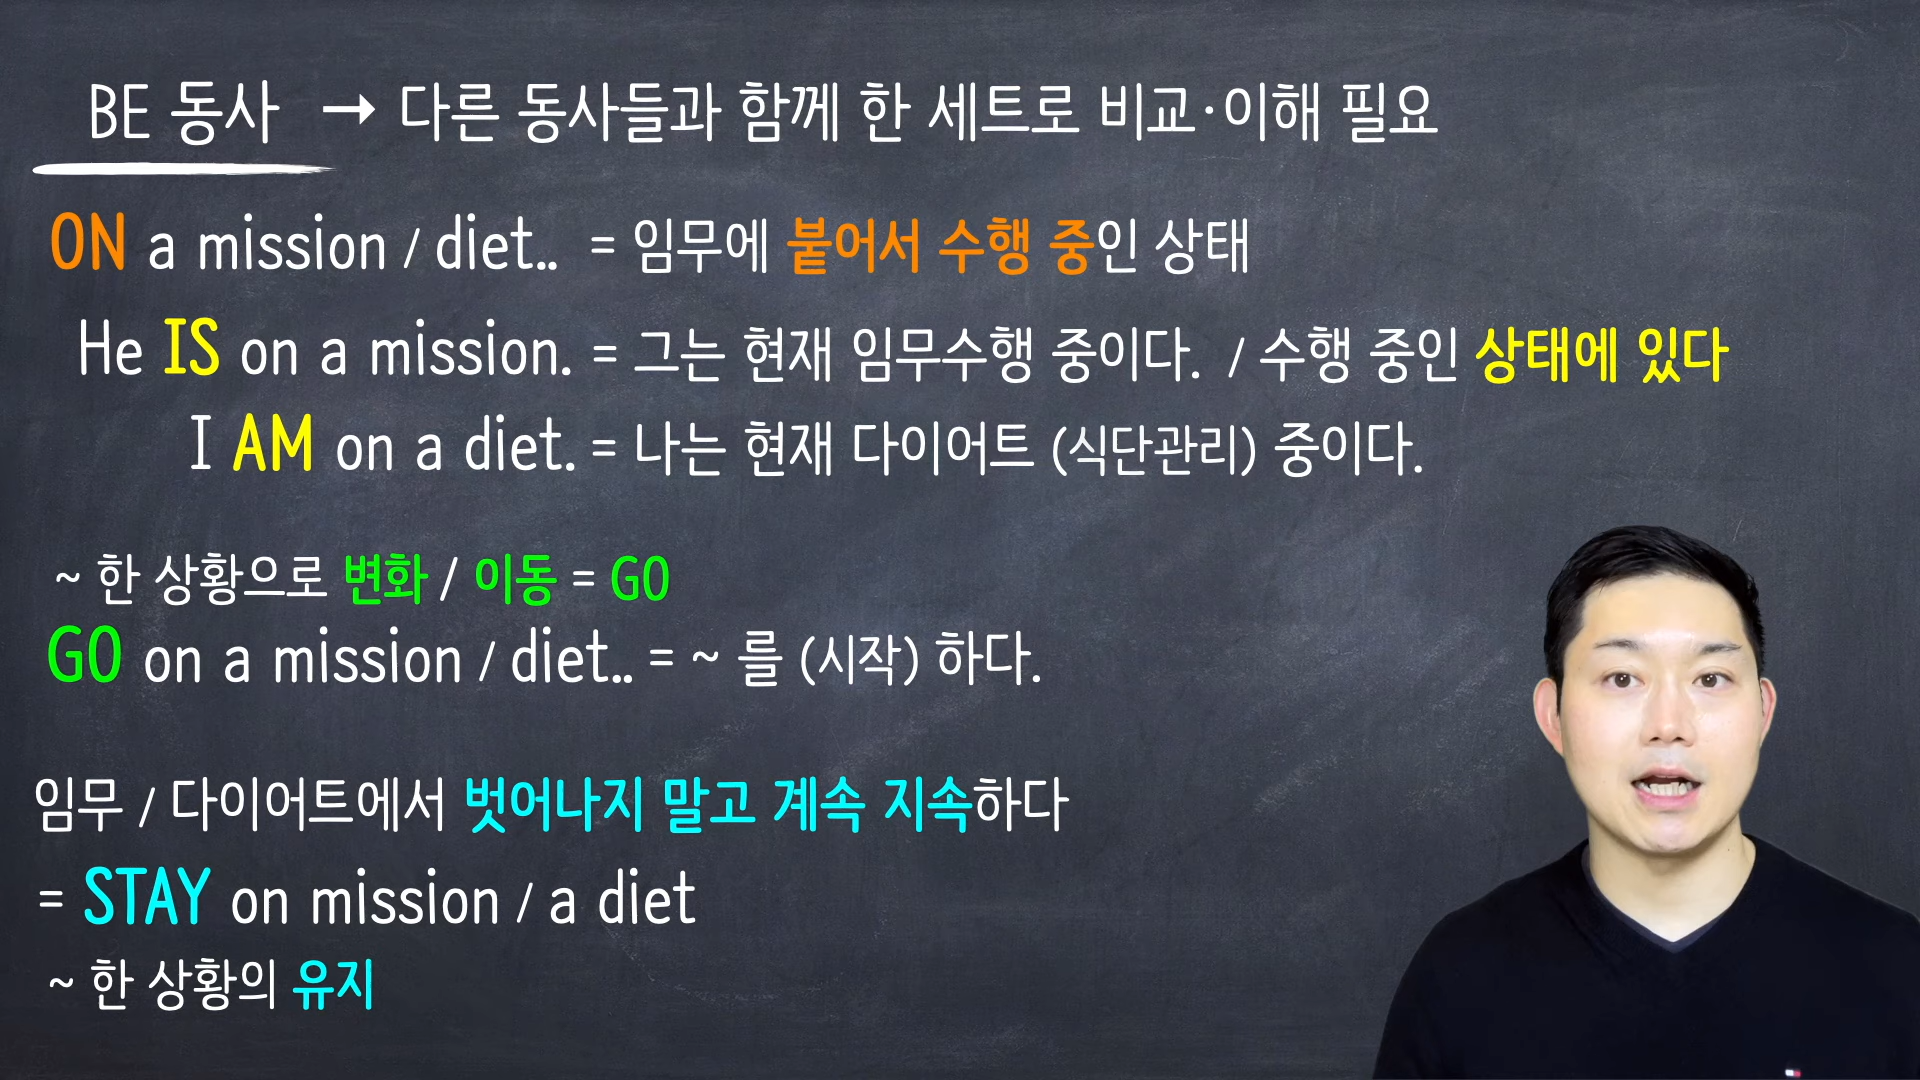 BE 동사 → 다른 동사들과 함께 한 세트로 비교·이해 필요
ON a mission / diet.. = 임무에 붙어서 수행 중인 상태
He IS on a mission. = 그는 현재 임무수행 중이다. / 수행 중인 상태에 있다
I AM on a diet. = 나는 현재 다이어트 (식단관리) 중이다.
~ 한 상황으로 변화 / 이동 = GO
GO on a mission / diet.. = ~ 를 (시작) 하다.
임무 / 다이어트에서 벗어나지 말고 계속 지속하다
= STAY on mission / a diet
~ 한 상황의 유지